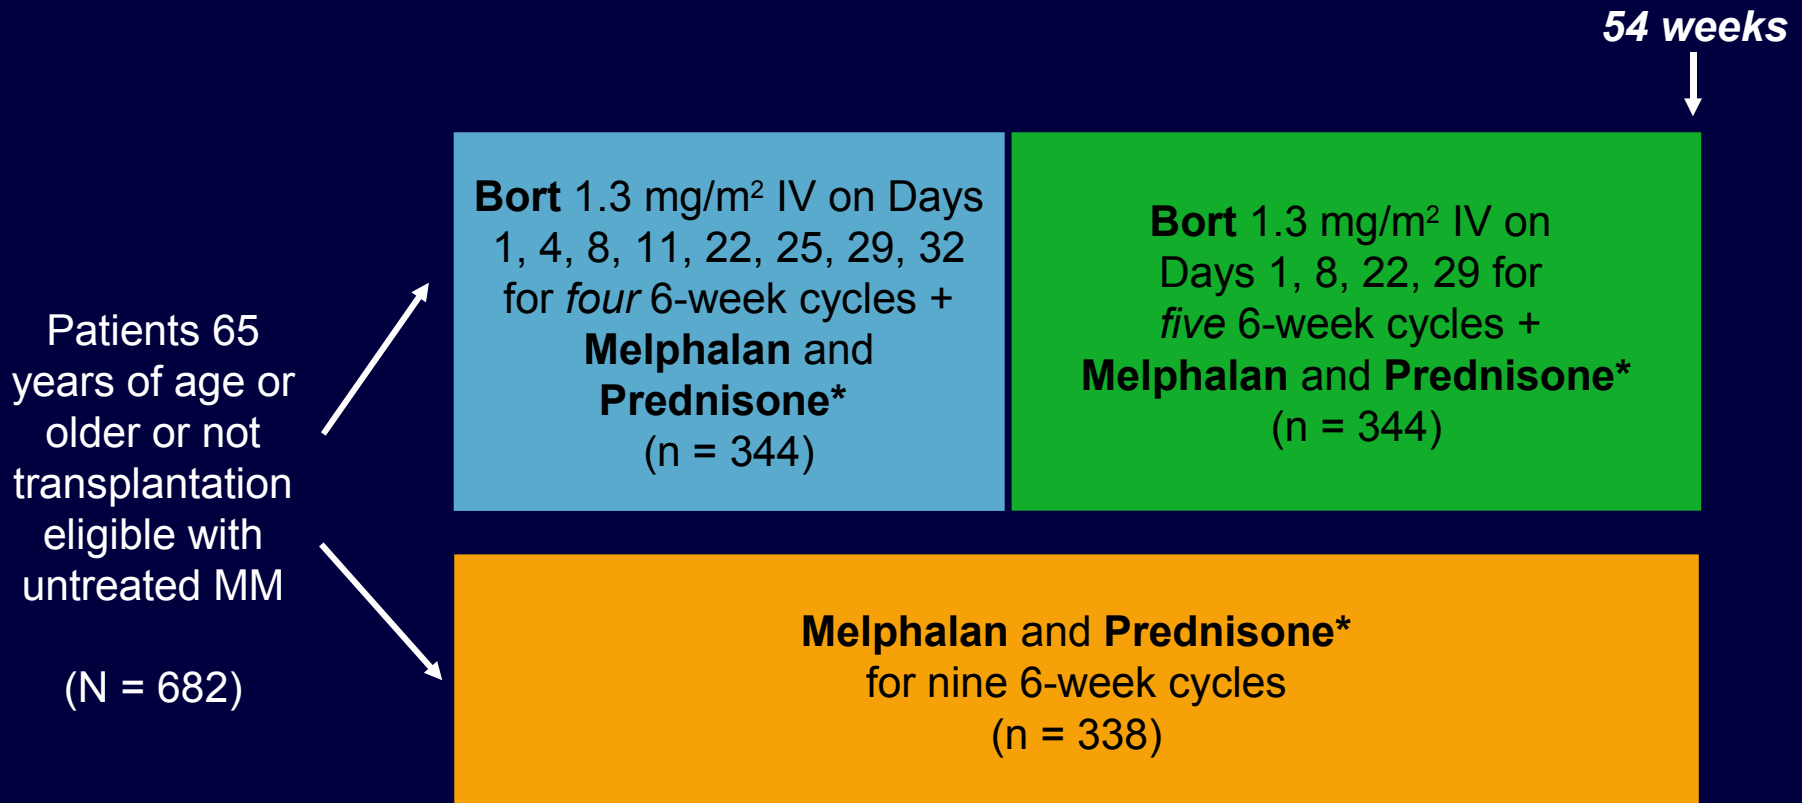 54 weeks
Patients 65
years of age or
older or not
transplantation
eligible with
untreated MM
(N = 682)
Bort 1.3 mg/m² IV on Days
1, 4, 8, 11, 22, 25, 29, 32
for four 6-week cycles +
Melphalan and
Prednisone*
(n = 344)
Bort 1.3 mg/m² IV on
Days 1, 8, 22, 29 for
five 6-week cycles +
Melphalan and Prednisone*
(n = 344)
Melphalan and Prednisone*
for nine 6-week cycles
(n = 338)